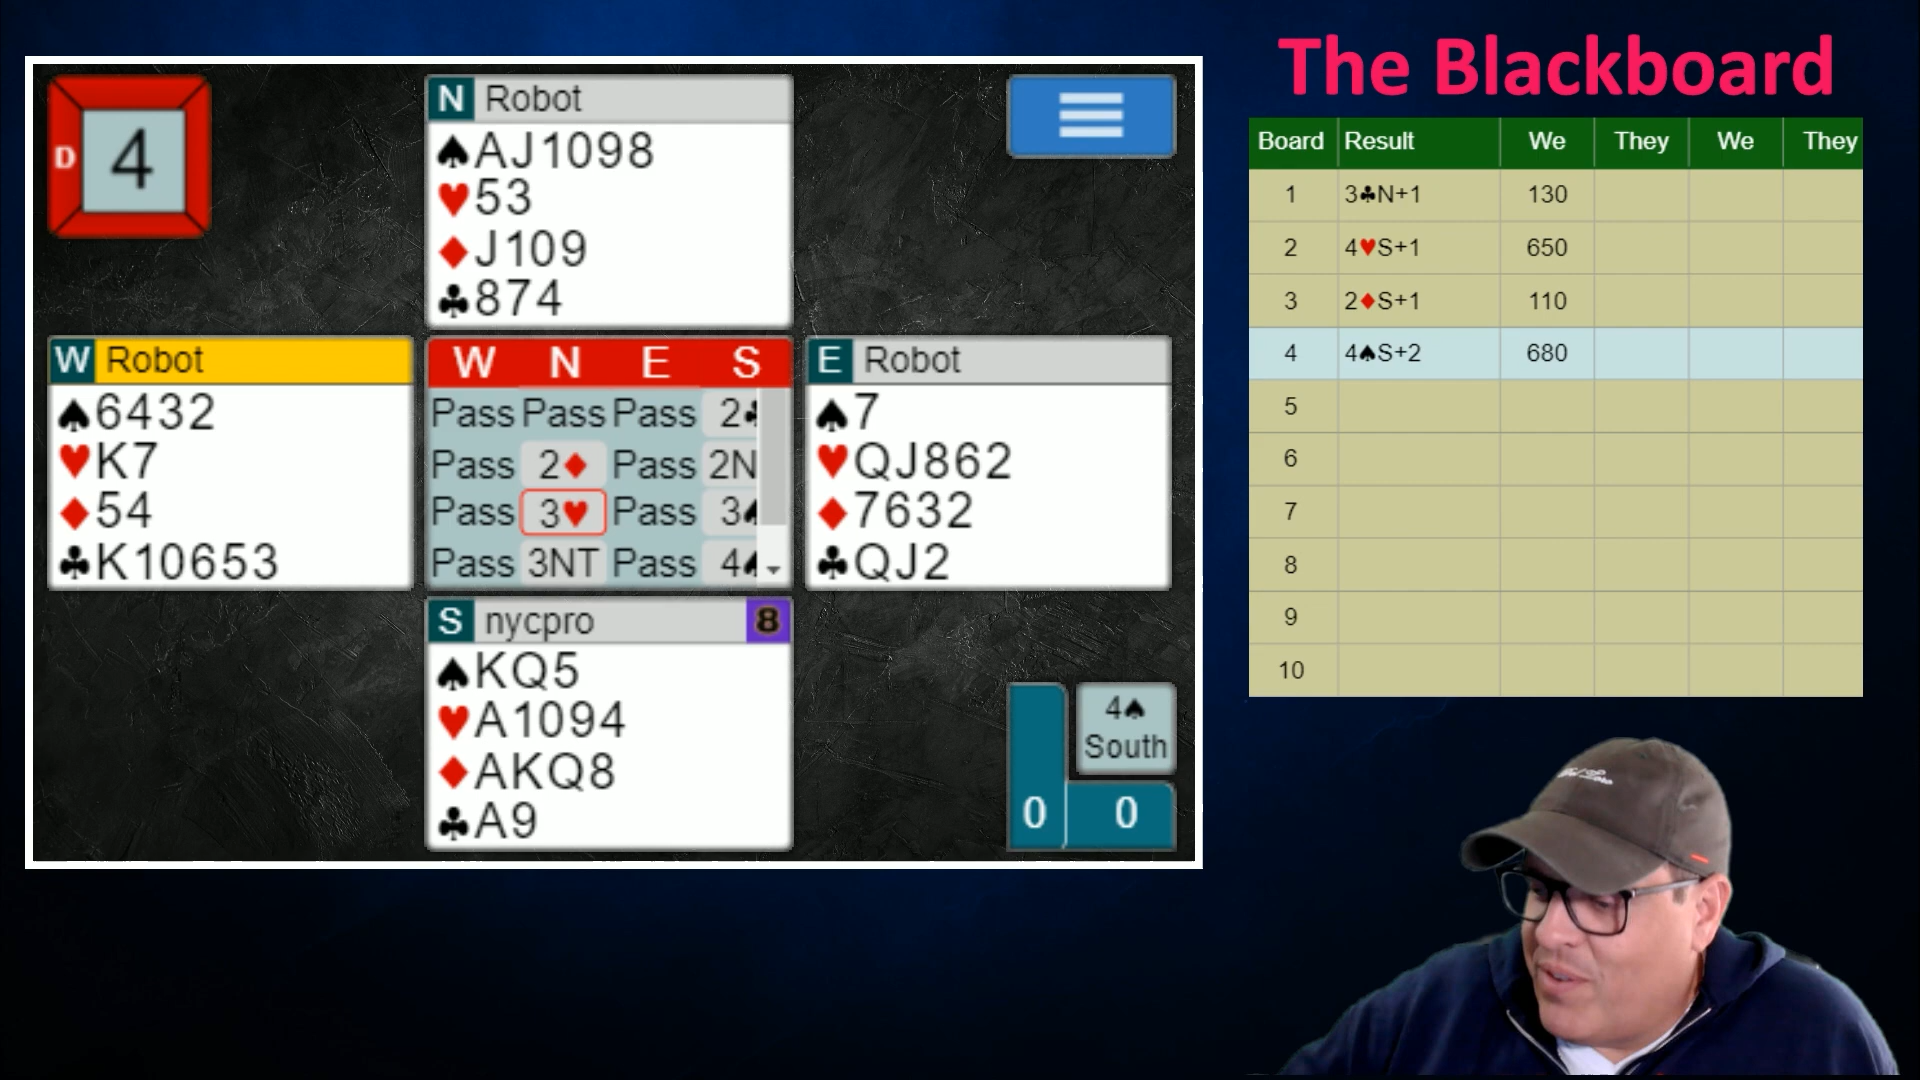 The Blackboard
D 4
N Robot
♠AJ1098
♥53
♦J109
♣874
W Robot
♠6432
♥K7
♦54
♣K10653
W N E S
Pass Pass Pass 2♣
Pass 2♦ Pass 2N
Pass 3♥ Pass 3♠
Pass 3NT Pass 4♠
E Robot
♠7
♥QJ862
♦7632
♣QJ2
S nycpro 8
♠KQ5
♥A1094
♦AKQ8
♣A9
4♠
South
0 0
Board Result We They We They
1 3♣N+1 130
2 4♥S+1 650
3 2♦S+1 110
4 4♠S+2 680
5
6
7
8
9
10